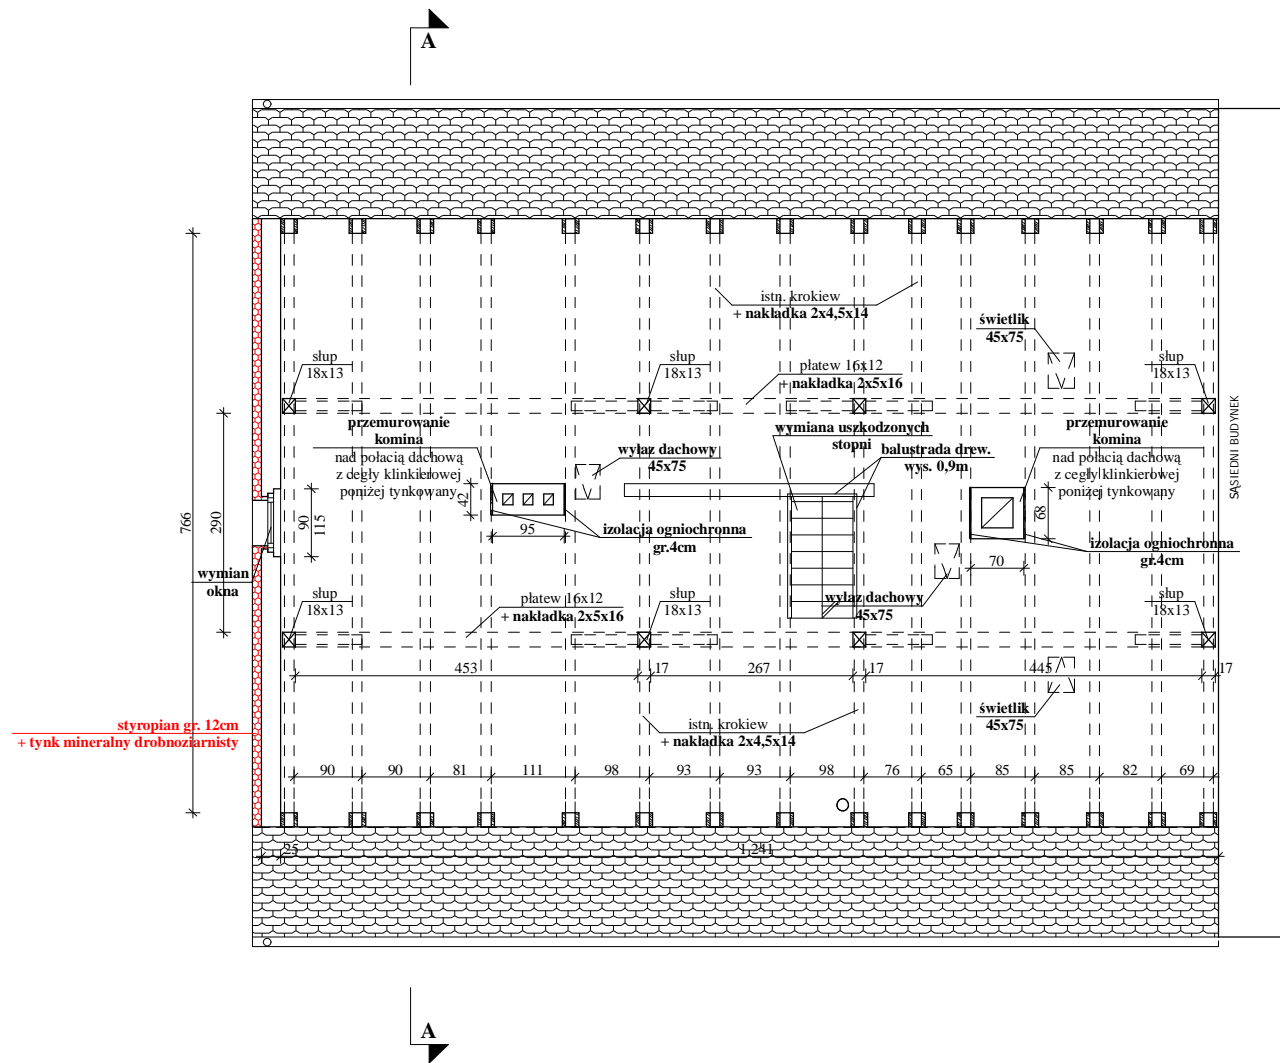 A
istn. krokiew
+ nakładka 2x4,5x14
świetlik
45x75
słup
18x13
słup
18x13
płatew 16x12
+ nakładka 2x5x16
słup
18x13
przemurowanie
komina
nad połacią dachową
z cegły klinkierowej
poniżej tynkowany
wyłaz dachowy
45x75
wymiana uszkodzonych
stopni
balustrada drew.
wys. 0,9m
przemurowanie
komina
nad połacią dachową
z cegły klinkierowej
poniżej tynkowany
SĄSIEDNI BUDYNEK
766
290
90
115
42
95
izolacja ogniochronna
gr.4cm
68
70
izolacja ogniochronna
gr.4cm
wymian
okna
słup
18x13
płatew 16x12
+ nakładka 2x5x16
słup
18x13
wyłaz dachowy
45x75
słup
18x13
453
17
267
17
445
17
styropian gr. 12cm
+ tynk mineralny drobnoziarnisty
istn. krokiew
+ nakładka 2x4,5x14
świetlik
45x75
90
90
81
111
98
93
93
98
76
65
85
85
82
69
25
1,241
A